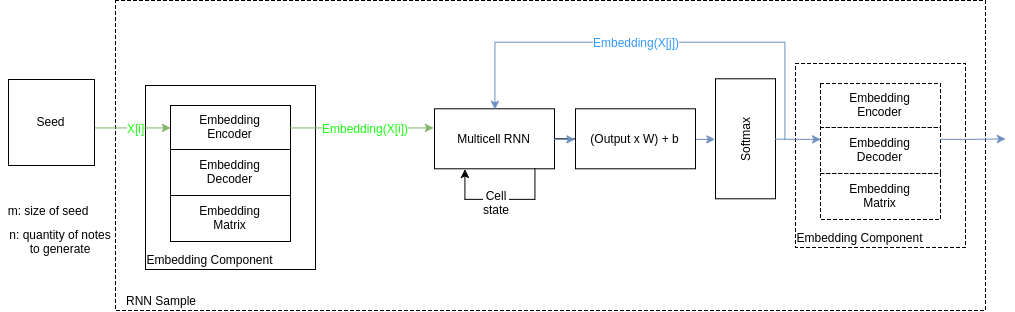 Seed
m: size of seed
n: quantity of notes
to generate
X[i]
Embedding
Encoder
Embedding
Decoder
Embedding
Matrix
Embedding Component
Embedding(X[i])
Embedding(X[j])
Multicell RNN
Cell
state
(Output x W) + b
Softmax
Embedding
Encoder
Embedding
Decoder
Embedding
Matrix
Embedding Component
RNN Sample